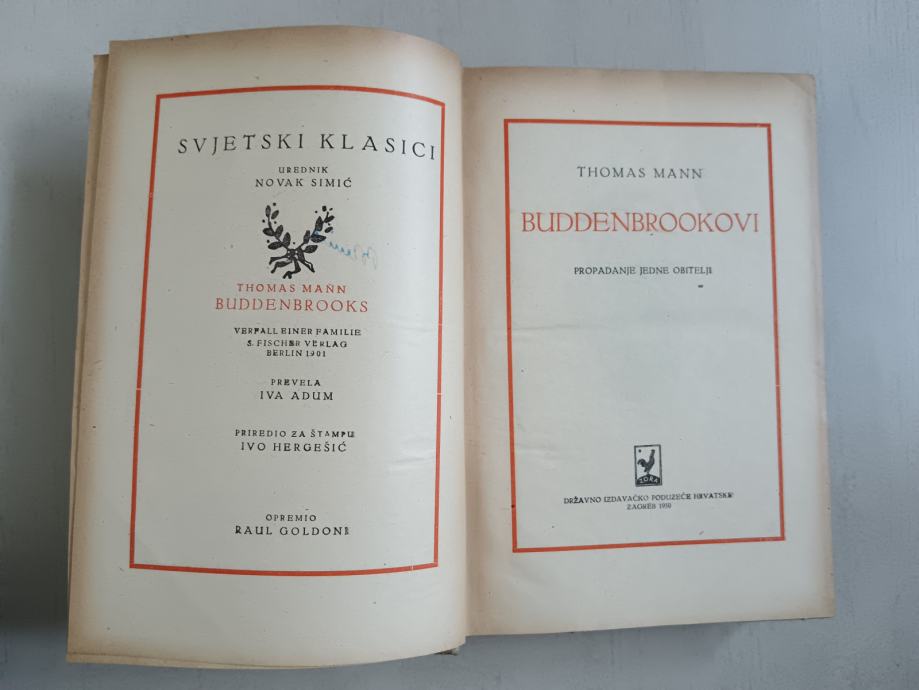 SVJETSKI KLASICI
UREDNIK
NOVAK SIMIĆ
THOMAS MANN
BUDDENBROOKS
VERFALL EINER FAMILIE
S. FISCHER VERLAG
BERLIN 1901
PREVELA
IVA ADUM
PRIREDIO ZA ŠTAMPU
IVO HERGEŠIĆ
OPREMIO
RAUL GOLDONI
THOMAS MANN
BUDDENBROOKOVI
PROPADANJE JEDNE OBITELJI
ZORA
DRŽAVNO IZDAVAČKO PODUZEĆE HRVATSKE
ZAGREB 1950